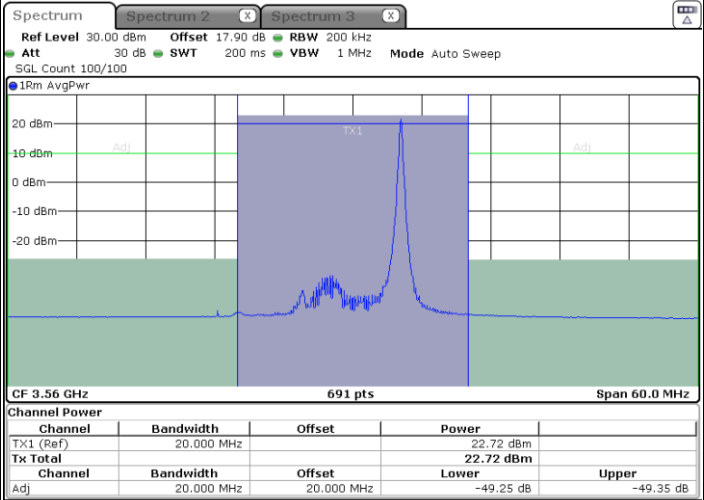 Spectrum Spectrum 2 X Spectrum 3 X
Ref Level 30.00 dBm Offset 17.90 dB RBW 200 kHz
Att 30 dB SWT 200 ms VBW 1 MHz Mode Auto Sweep
SGL Count 100/100
1Rm AvgPwr
20 dBm
TX1
Adj
Adj
10 dBm
0 dBm
-10 dBm
-20 dBm
CF 3.56 GHz 691 pts Span 60.0 MHz
Channel Power
Channel Bandwidth Offset Power
TX1 (Ref) 20.000 MHz 22.72 dBm
Tx Total 22.72 dBm
Channel Bandwidth Offset Lower Upper
Adj 20.000 MHz 20.000 MHz -49.25 dB -49.35 dB